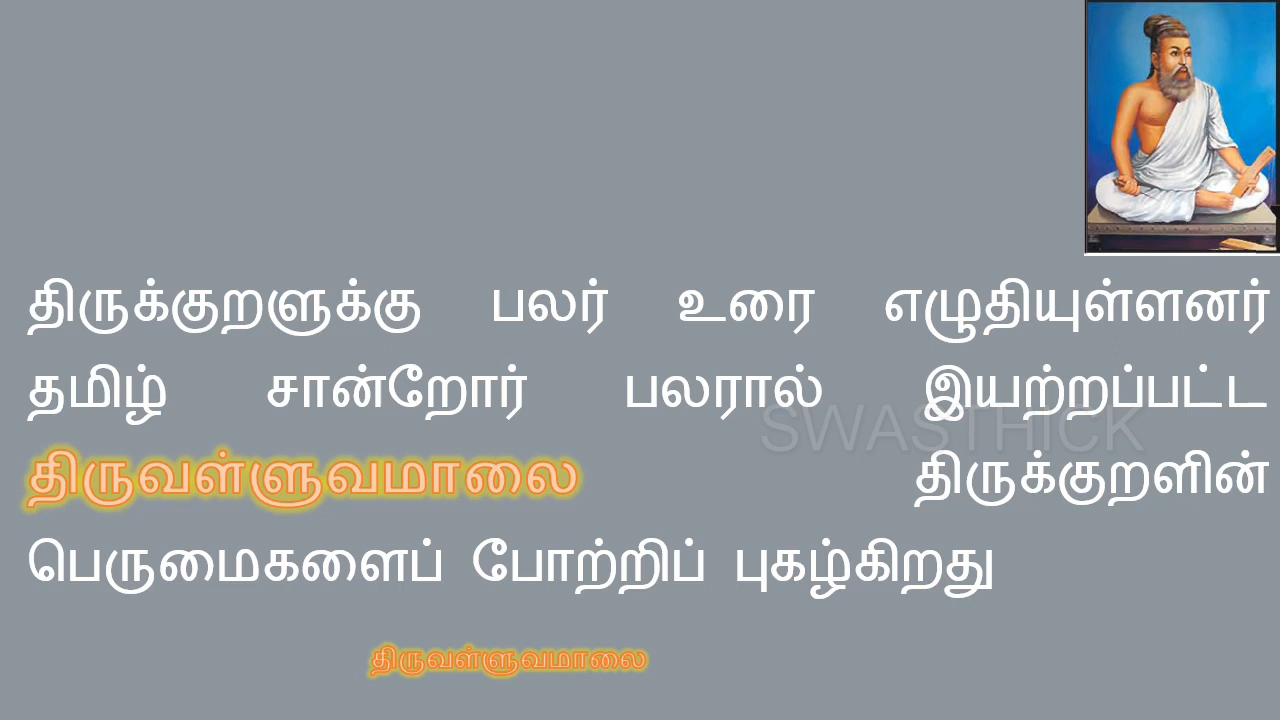 திருக்குறளுக்கு பலர் உரை எழுதியுள்ளனர்
தமிழ் சான்றோர் பலரால் இயற்றப்பட்ட
SWASTHICK
திருவள்ளுவமாலை திருக்குறளின்
பெருமைகளைப் போற்றிப் புகழ்கிறது
திருவள்ளுவமாலை